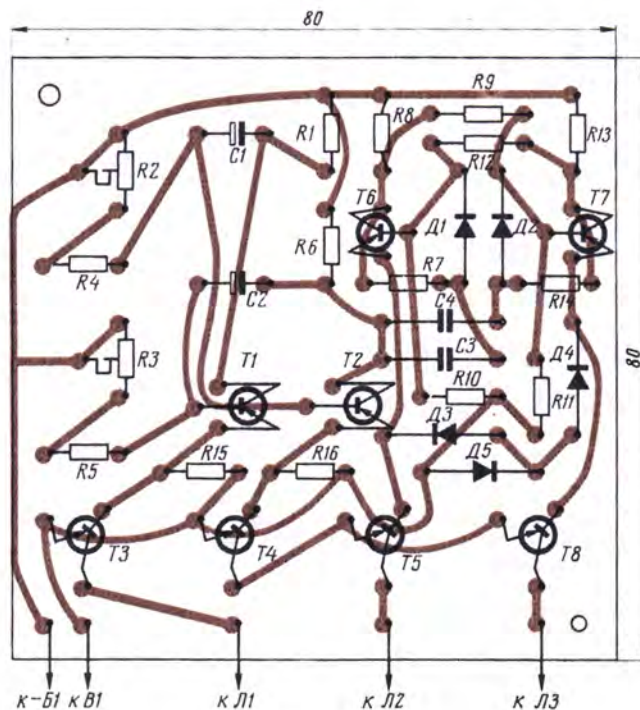 80
R9
R8
C1
R1
R12
R13
R2
T6
T7
R6
Д1
Д2
R4
R7
C2
R14
C4
80
R3
T1
T2
C3
Д4
R10
R11
Д3
R5
R15
R16
Д5
T3
T4
T5
T8
к-Б1
к В1
к Л1
к Л2
к Л3